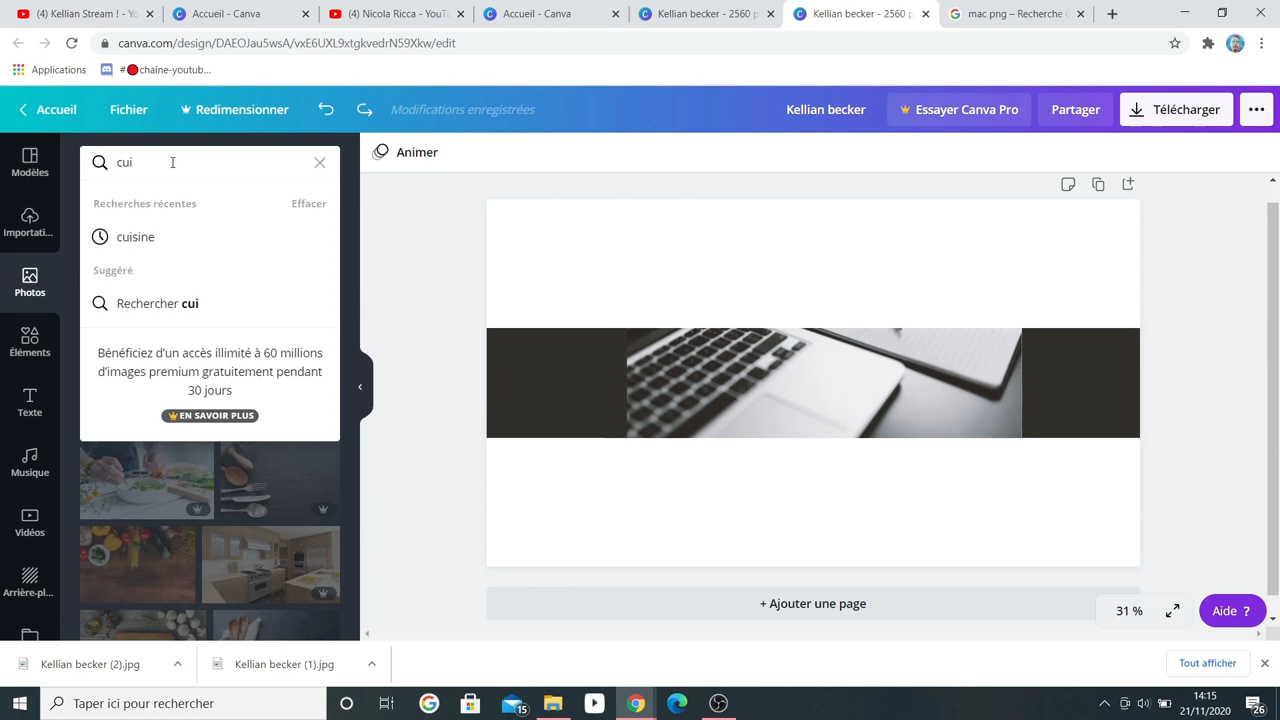 (4) Kellian Stream ! - Yo
Accueil - Canva
(4) Nicola Ricca - YouTu
Accueil - Canva
Kellian becker - 2560 p
Kellian becker - 2560 p
mac png – Recherche G
canva.com/design/DAEOJau5wsA/vxE6UXL9xtgkvedrN59Xkw/edit
Applications
#🔴chaîne-youtub...
Accueil
Fichier
Redimensionner
Modifications enregistrées
Kellian becker
Essayer Canva Pro
Partager
Télécharger
Modèles
Importati...
Photos
Éléments
Texte
Musique
Vidéos
Arrière-pl...
cui
Recherches récentes
Effacer
cuisine
Suggéré
Rechercher cui
Bénéficiez d'un accès illimité à 60 millions
d'images premium gratuitement pendant
30 jours
EN SAVOIR PLUS
Animer
+ Ajouter une page
31 %
Aide ?
Kellian becker (2).jpg
Kellian becker (1).jpg
Tout afficher
Taper ici pour rechercher
15
14:15
21/11/2020
26